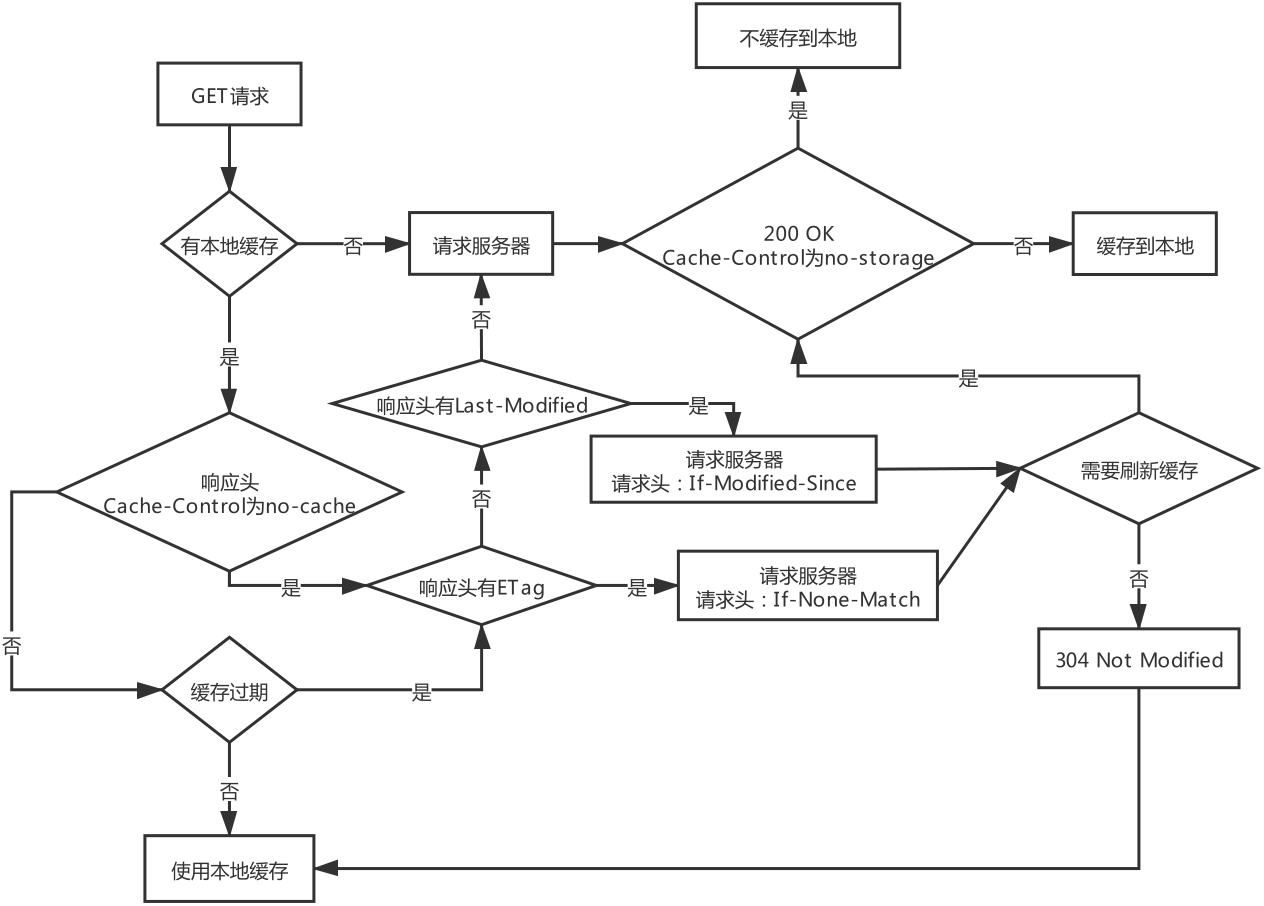 不缓存到本地
GET请求
是
有本地缓存
否
请求服务器
200 OK
Cache-Control为no-storage
否
缓存到本地
否
是
是
响应头有Last-Modified
是
请求服务器
请求头：If-Modified-Since
需要刷新缓存
响应头
Cache-Control为no-cache
否
是
响应头有ETag
是
请求服务器
请求头：If-None-Match
否
否
304 Not Modified
缓存过期
是
否
使用本地缓存